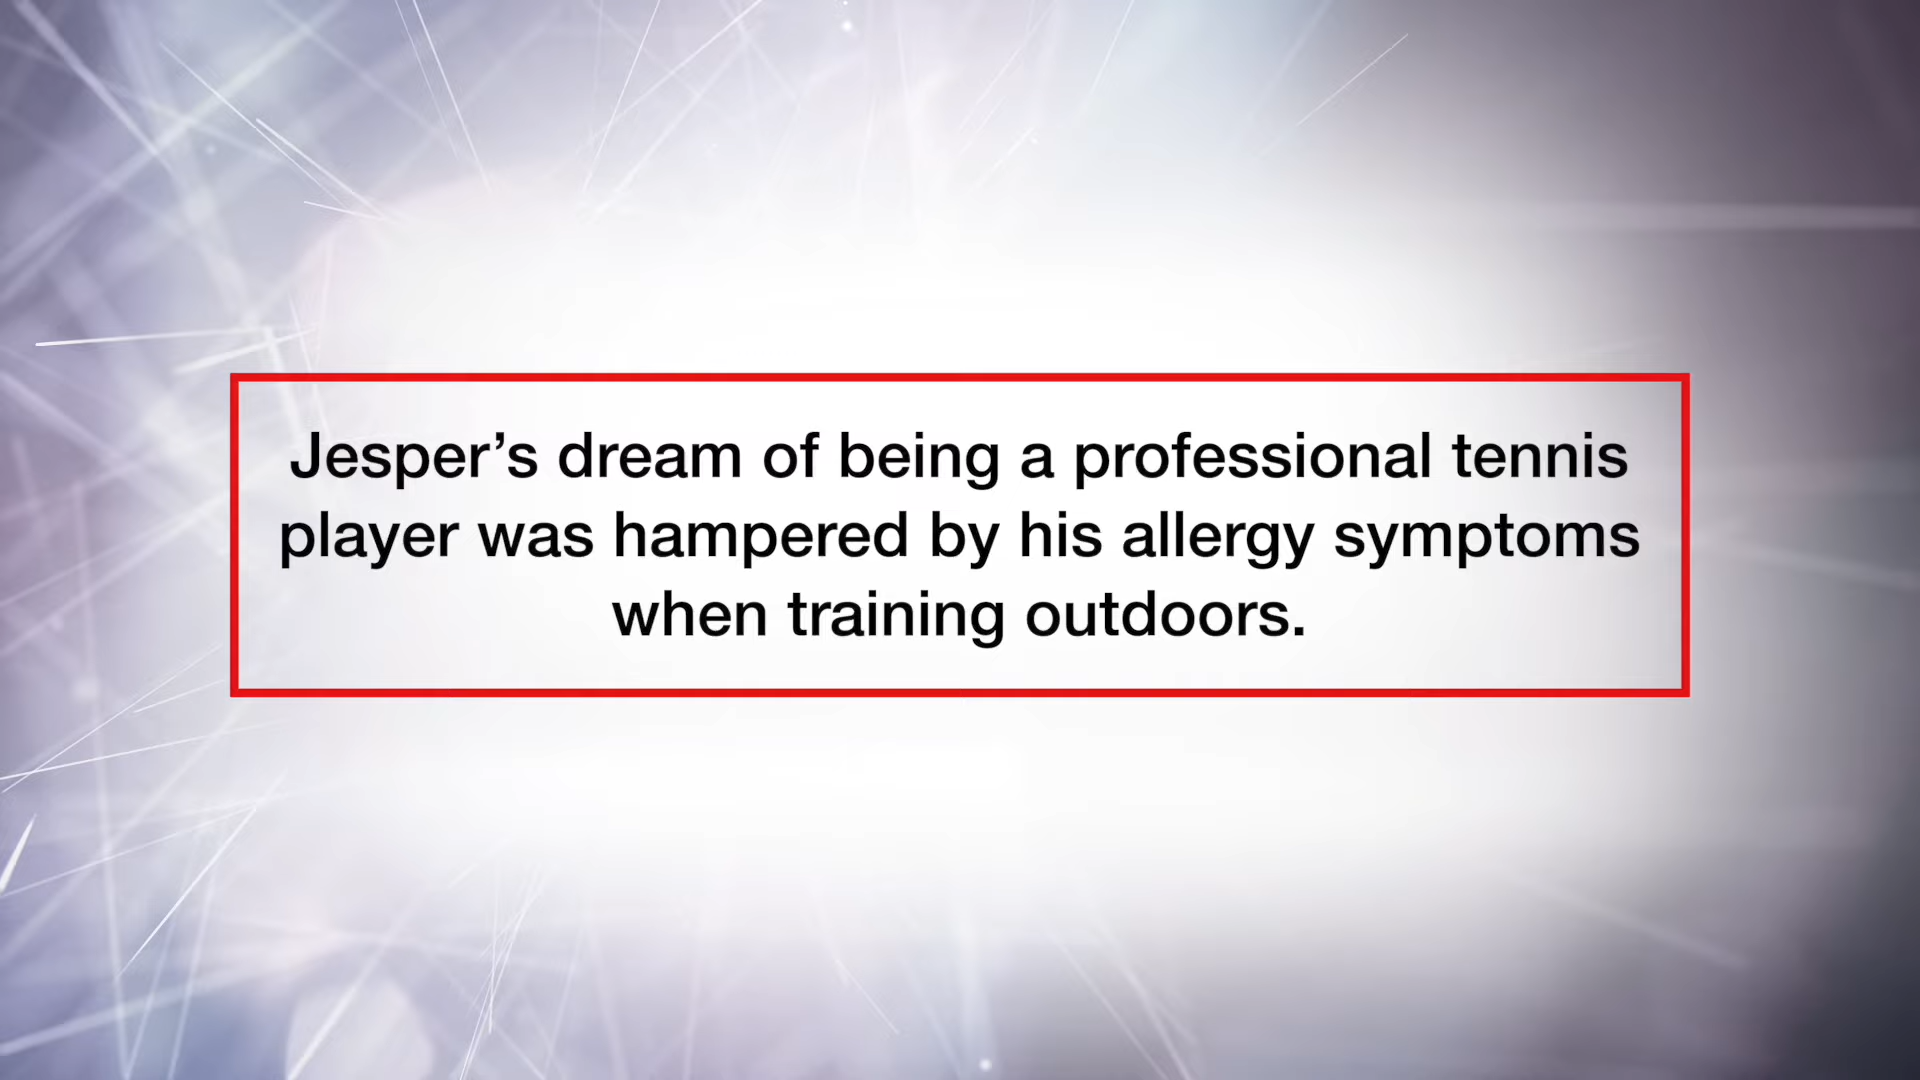 Jesper’s dream of being a professional tennis
player was hampered by his allergy symptoms
when training outdoors.